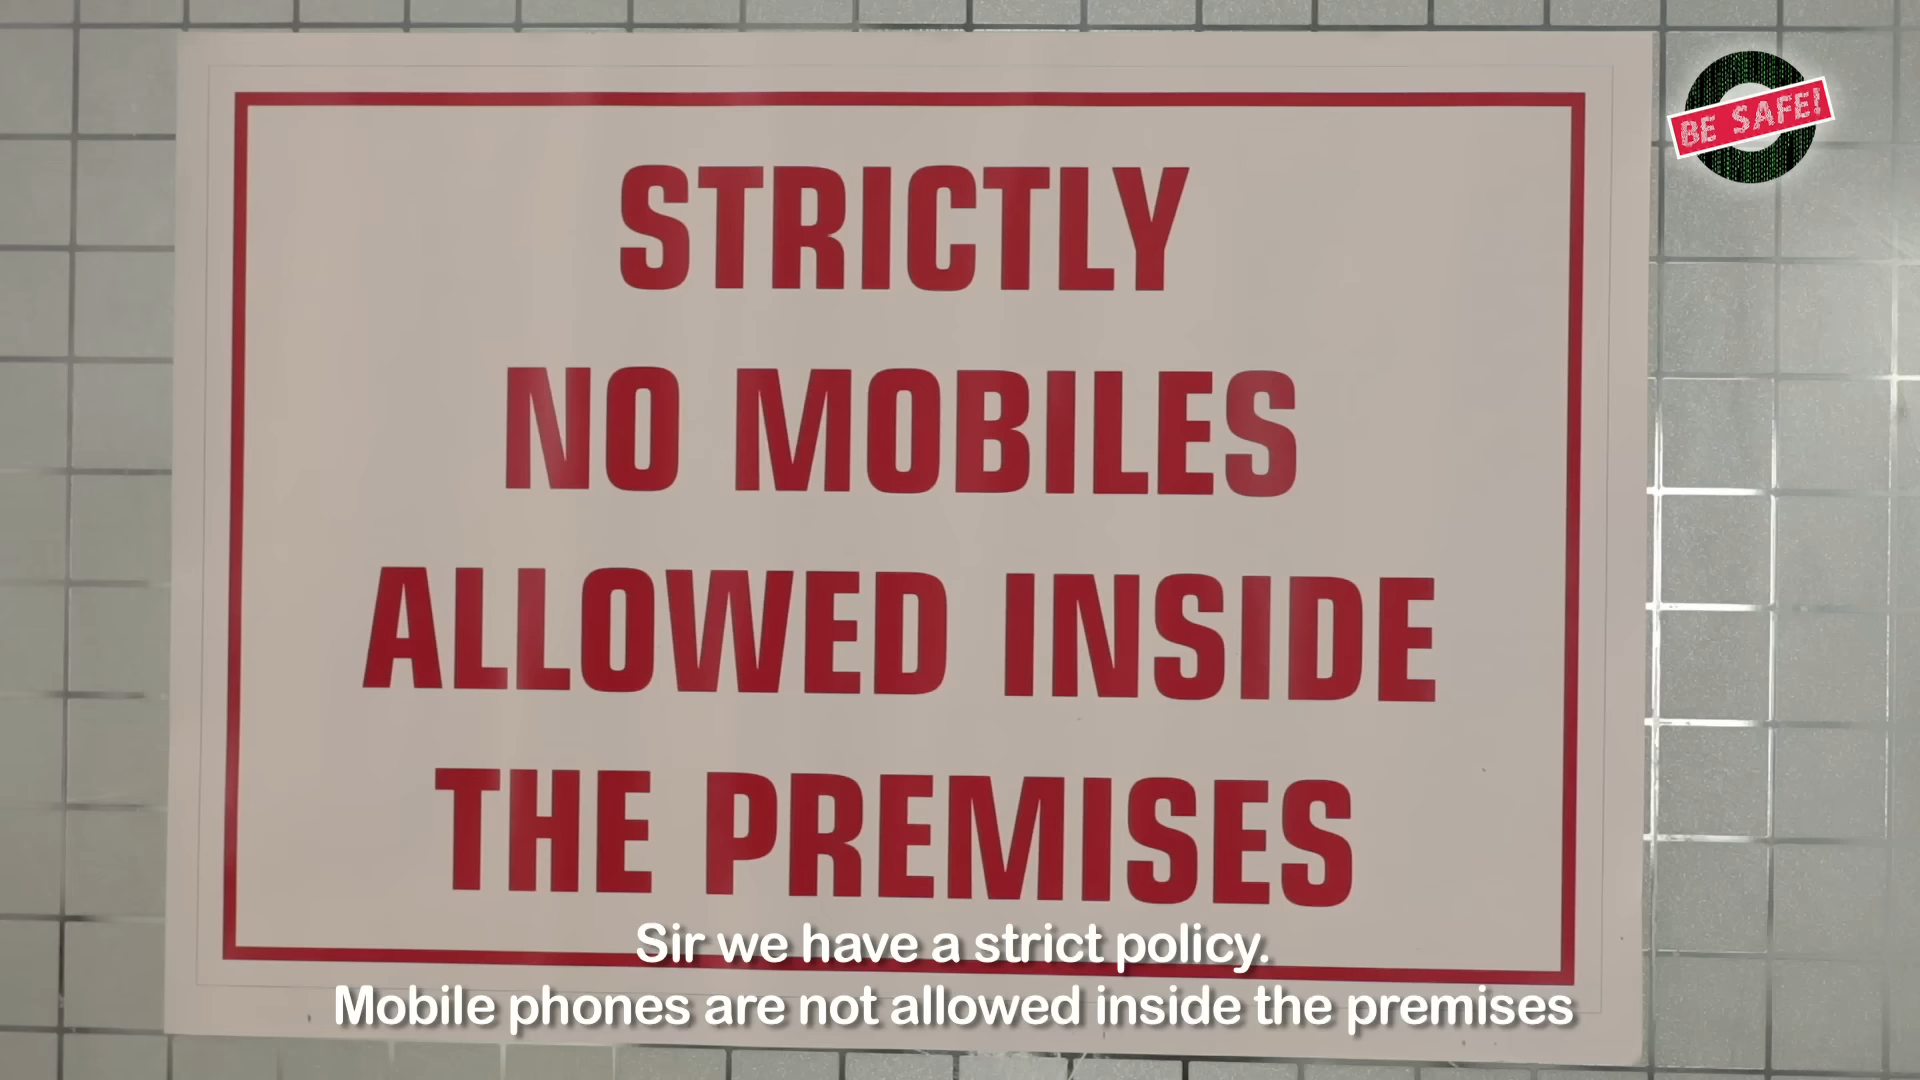 BE SAFE!
STRICTLY
NO MOBILES
ALLOWED INSIDE
THE PREMISES
Sir we have a strict policy.
Mobile phones are not allowed inside the premises